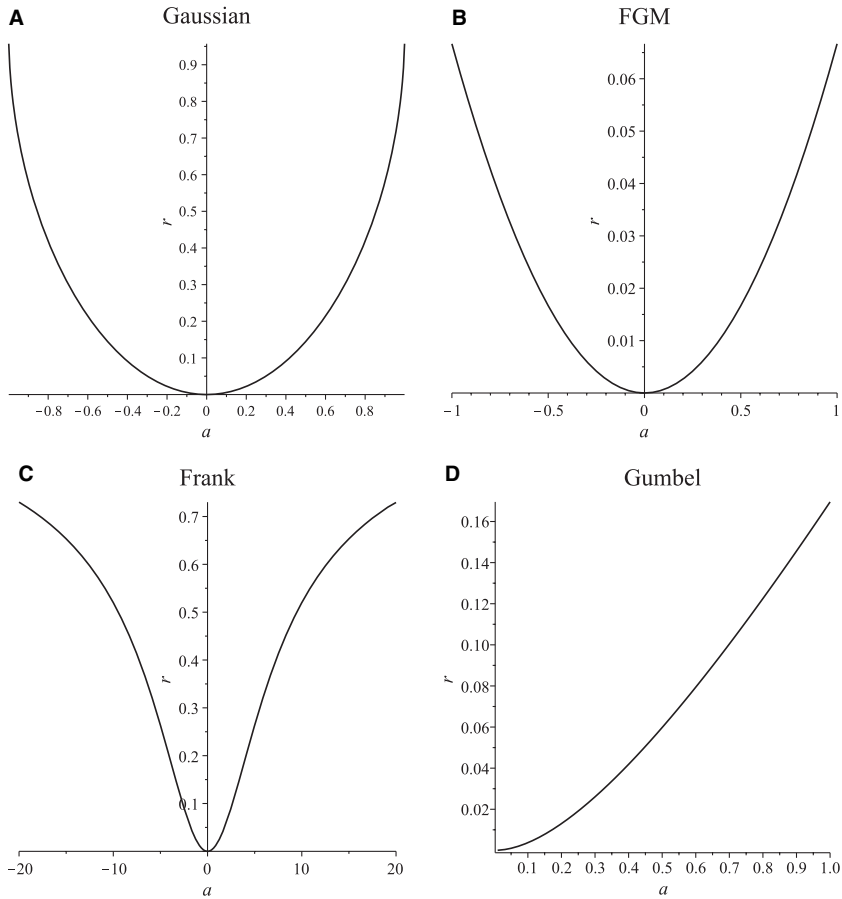 A
Gaussian
0.9
0.8
0.7
0.6
r
0.5
0.4
0.3
0.2
0.1
−0.8 −0.6 −0.4 −0.2 0 0.2 0.4 0.6 0.8
a
B
FGM
0.06
0.05
0.04
r
0.03
0.02
0.01
−1 −0.5 0 0.5 1
a
C
Frank
0.7
0.6
0.5
0.4
r
0.3
0.2
0.1
−20 −10 0 10 20
a
D
Gumbel
0.16
0.14
0.12
0.10
r
0.08
0.06
0.04
0.02
0.1 0.2 0.3 0.4 0.5 0.6 0.7 0.8 0.9 1.0
a